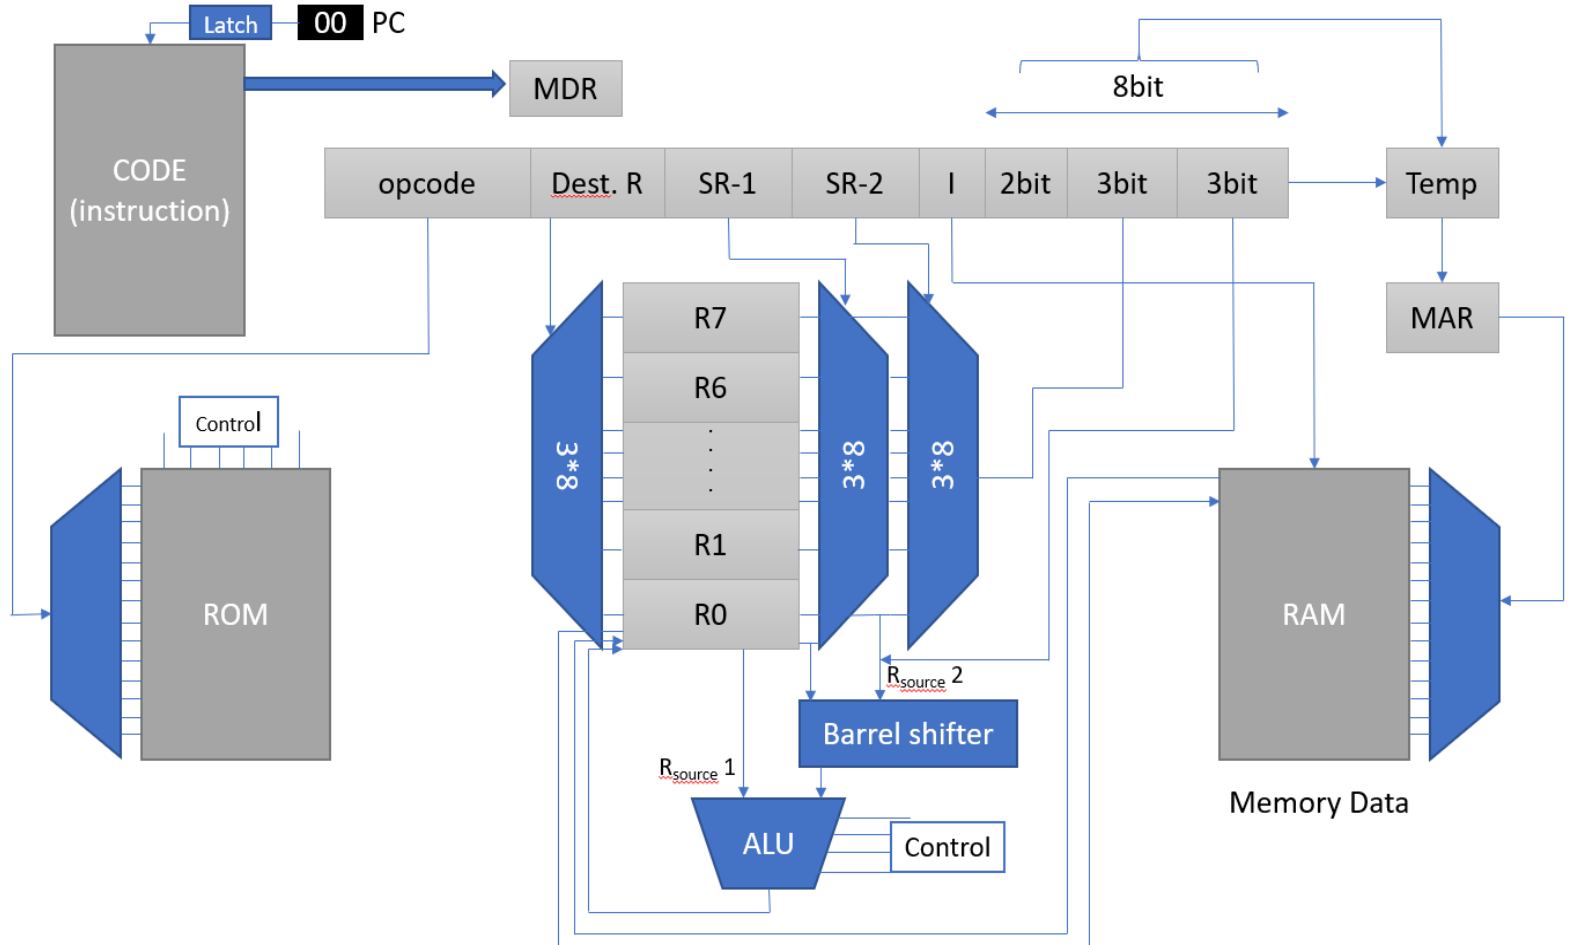 Latch
00
PC
MDR
8bit
CODE
(instruction)
opcode
Dest. R
SR-1
SR-2
I
2bit
3bit
3bit
Temp
MAR
R7
R6
Control
3*8
3*8
3*8
R1
R0
ROM
RAM
Rsource 2
Barrel shifter
Rsource 1
Memory Data
ALU
Control